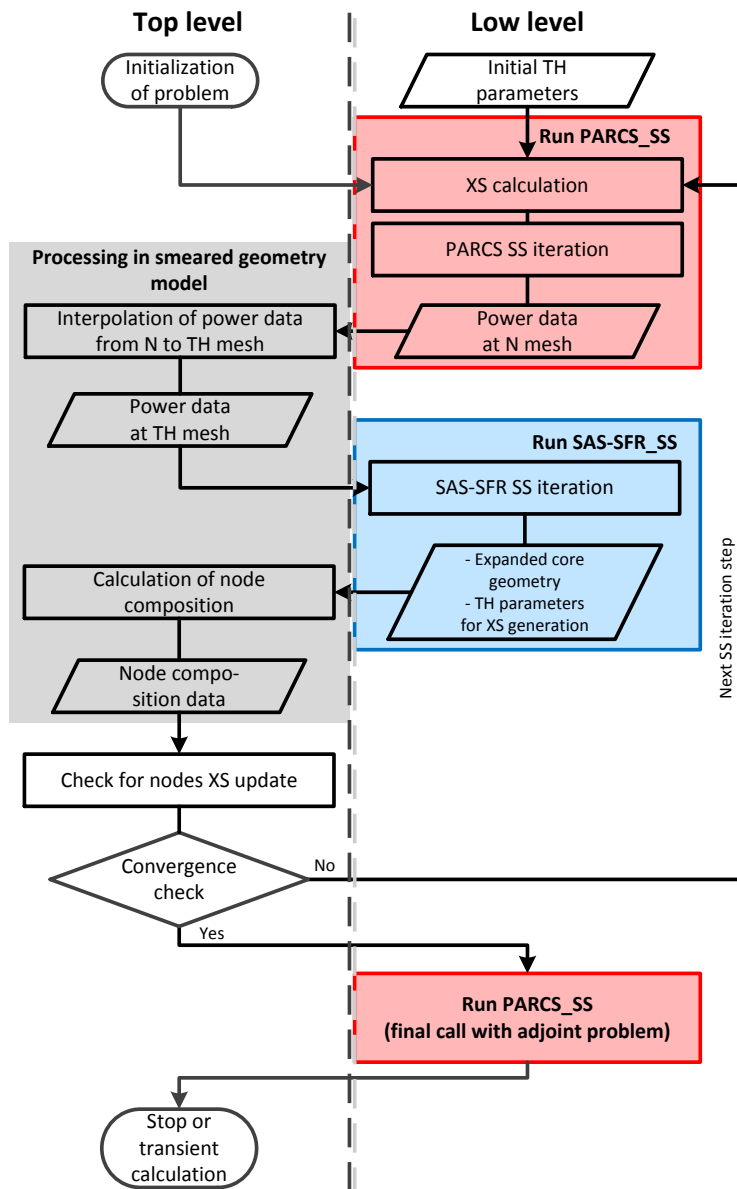 Top level
Low level
Initialization
of problem
Initial TH
parameters
Run PARCS_SS
XS calculation
PARCS SS iteration
Processing in smeared geometry
model
Interpolation of power data
from N to TH mesh
Power data
at N mesh
Power data
at TH mesh
Run SAS-SFR_SS
SAS-SFR SS iteration
- Expanded core
geometry
- TH parameters
for XS generation
Calculation of node
composition
Node compo-
sition data
Next SS iteration step
Check for nodes XS update
Convergence
check
No
Yes
Run PARCS_SS
(final call with adjoint problem)
Stop or
transient
calculation